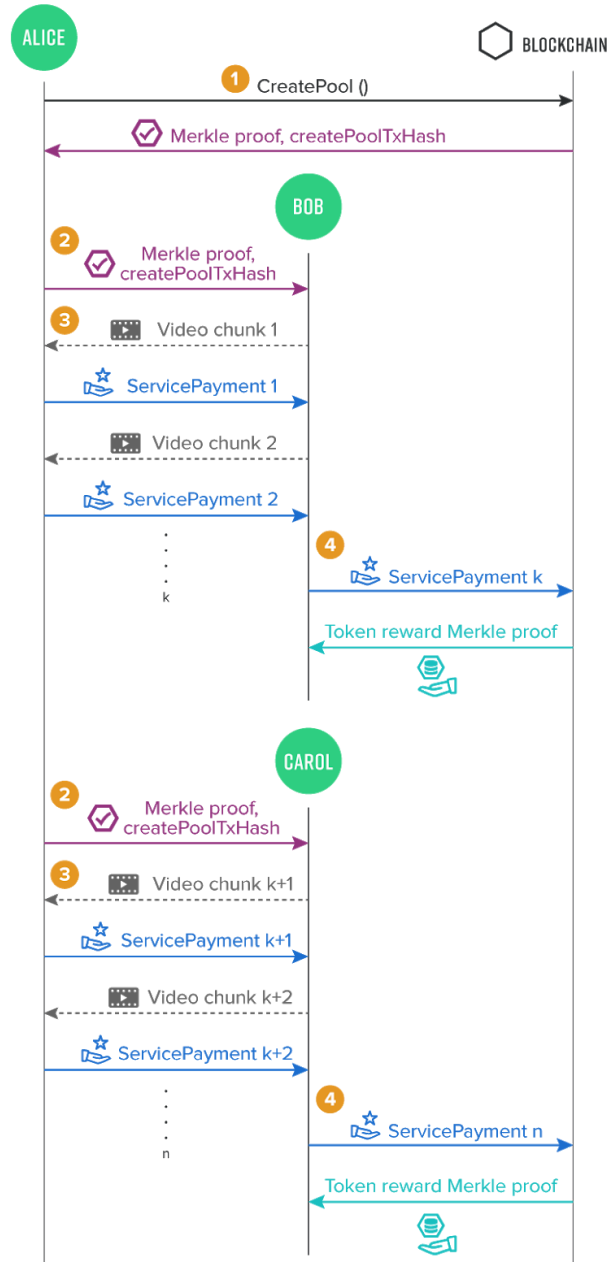 ALICE
BLOCKCHAIN
1
CreatePool ()
Merkle proof, createPoolTxHash
BOB
2
Merkle proof,
createPoolTxHash
3
Video chunk 1
ServicePayment 1
Video chunk 2
ServicePayment 2
4
ServicePayment k
k
Token reward Merkle proof
CAROL
2
Merkle proof,
createPoolTxHash
3
Video chunk k+1
ServicePayment k+1
Video chunk k+2
ServicePayment k+2
4
ServicePayment n
n
Token reward Merkle proof